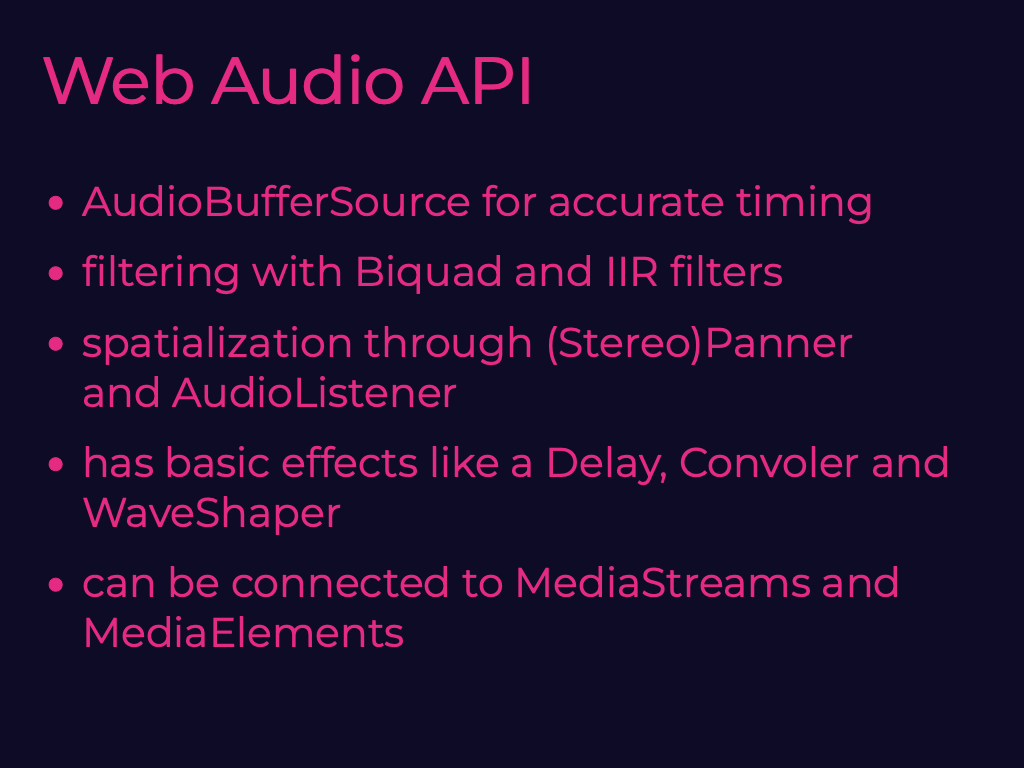 Web Audio API
• AudioBufferSource for accurate timing
• filtering with Biquad and IIR filters
• spatialization through (Stereo)Panner
and AudioListener
• has basic effects like a Delay, Convoler and
WaveShaper
• can be connected to MediaStreams and
MediaElements